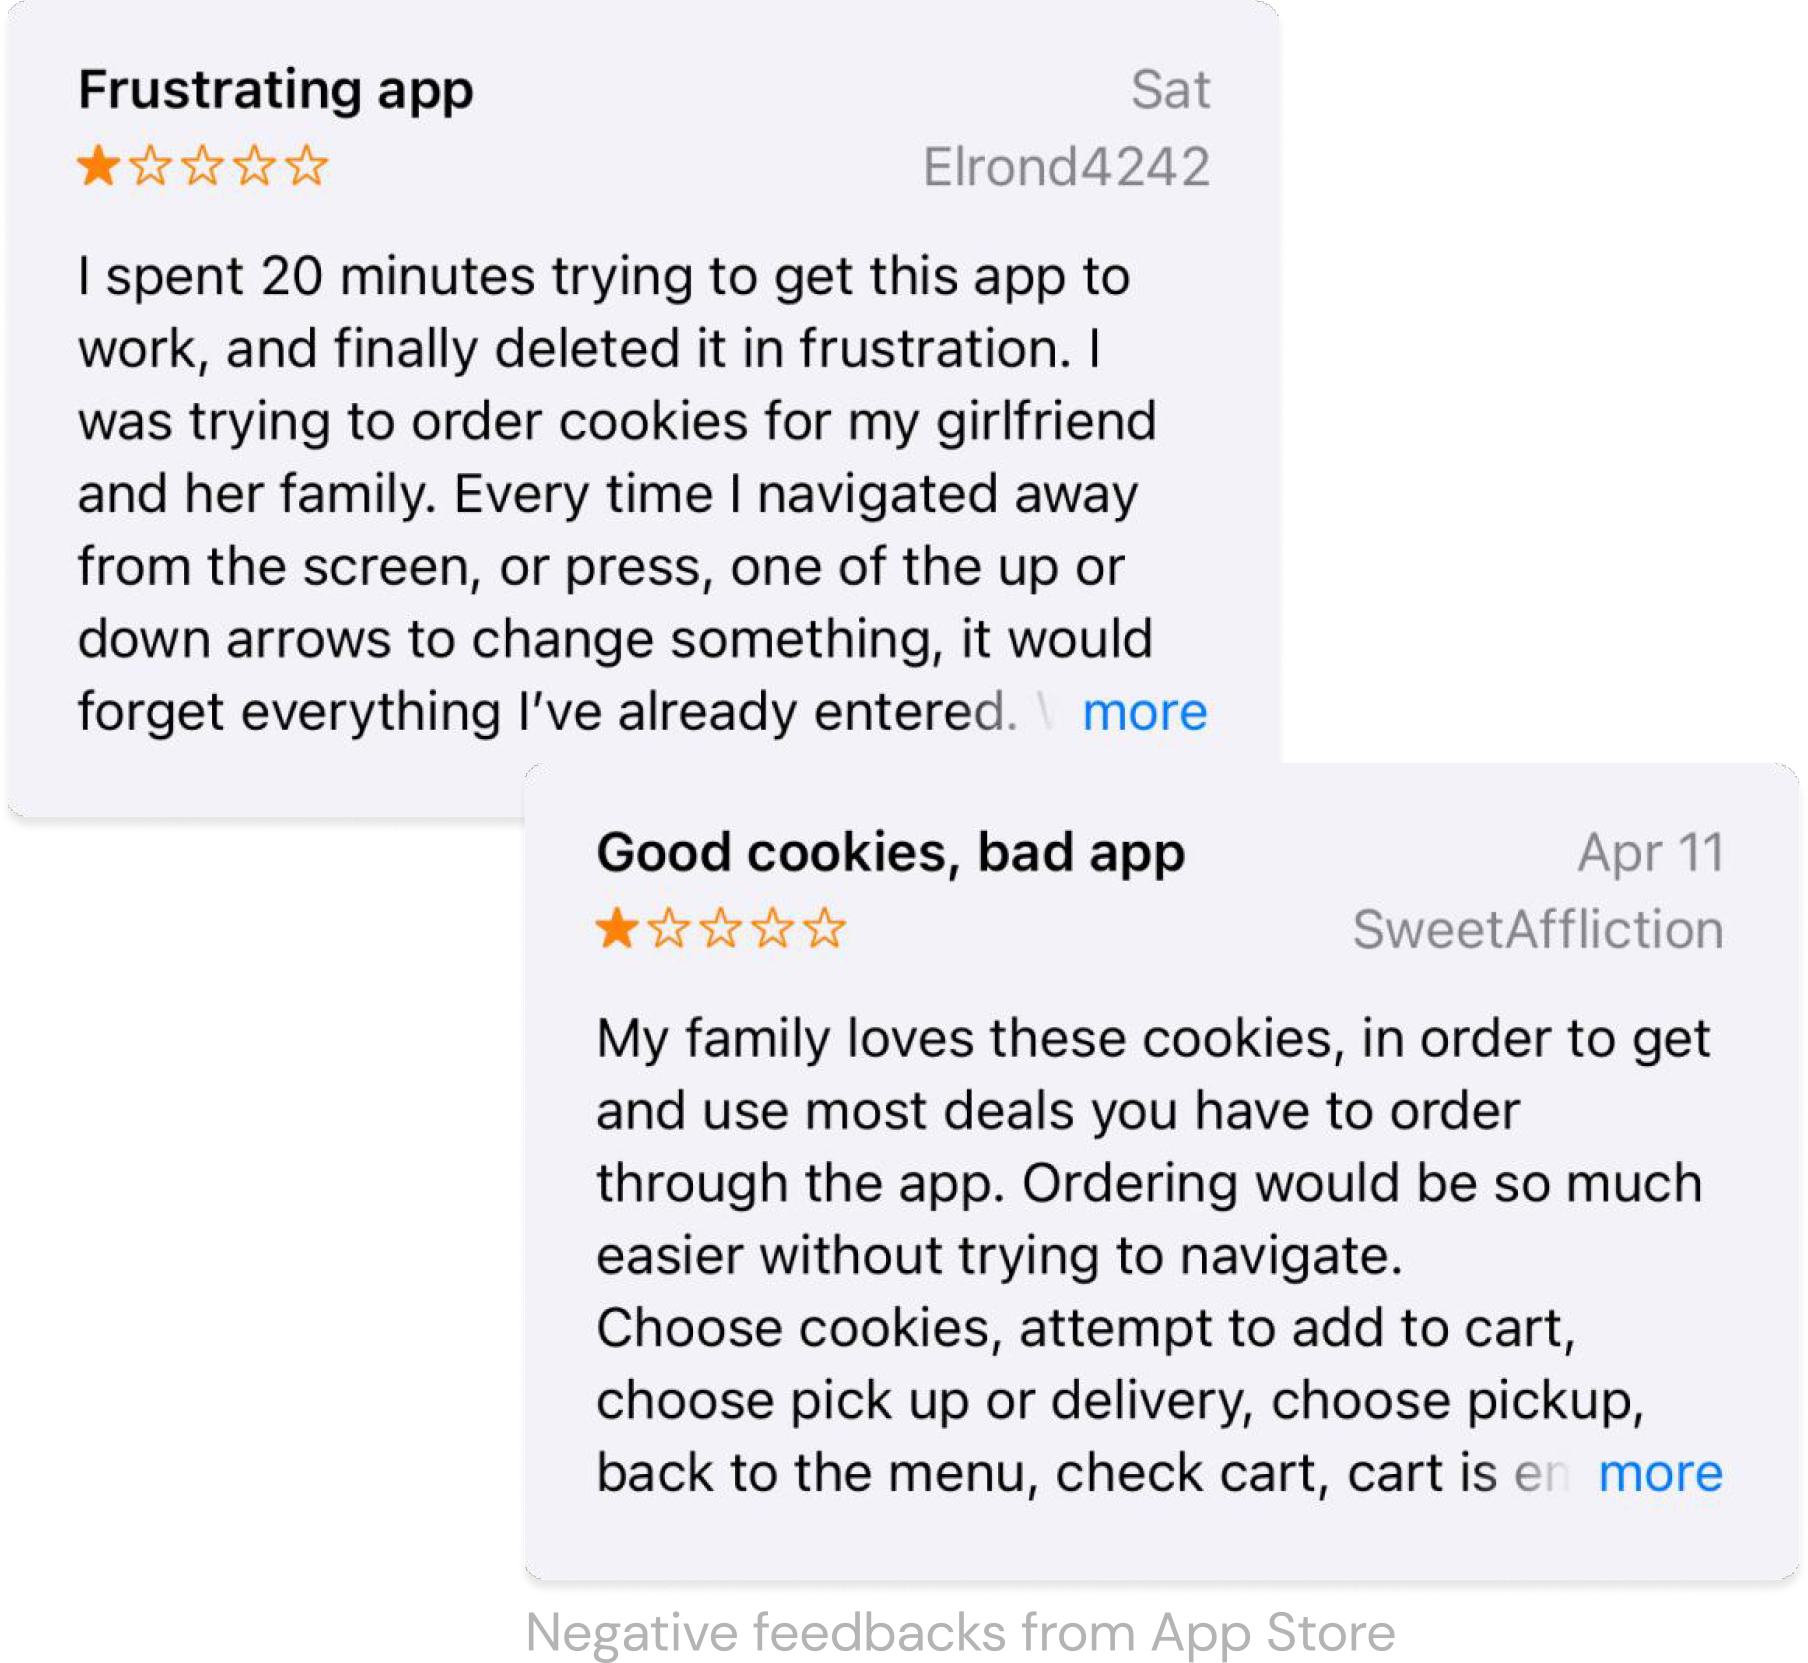 Frustrating app
Sat
Elrond4242
I spent 20 minutes trying to get this app to
work, and finally deleted it in frustration. I
was trying to order cookies for my girlfriend
and her family. Every time I navigated away
from the screen, or press, one of the up or
down arrows to change something, it would
forget everything I’ve already entered. more
Good cookies, bad app
Apr 11
SweetAffliction
My family loves these cookies, in order to get
and use most deals you have to order
through the app. Ordering would be so much
easier without trying to navigate.
Choose cookies, attempt to add to cart,
choose pick up or delivery, choose pickup,
back to the menu, check cart, cart is more
Negative feedbacks from App Store